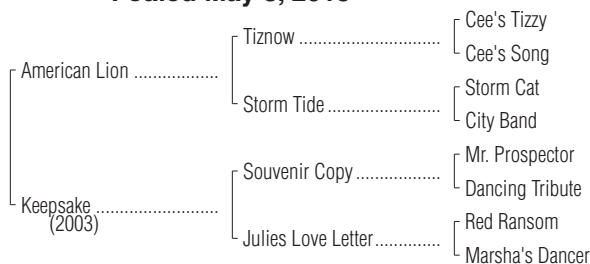 Cee's Tizzy
Tiznow
Cee's Song
American Lion
Storm Cat
Storm Tide
City Band
Mr. Prospector
Souvenir Copy
Dancing Tribute
Keepsake
(2003)
Red Ransom
Julies Love Letter
Marsha's Dancer